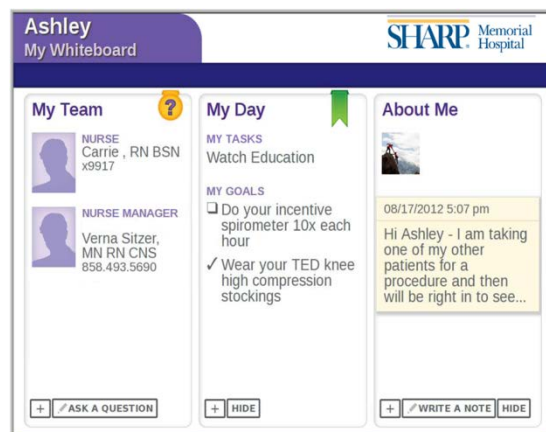 Ashley
My Whiteboard
SHARP® Memorial
Hospital
My Team
?
NURSE
Carrie , RN BSN
x9917
NURSE MANAGER
Verna Sitzer,
MN RN CNS
858.493.5690
+ ASK A QUESTION
My Day
MY TASKS
Watch Education
MY GOALS
Do your incentive
spirometer 10x each
hour
✓ Wear your TED knee
high compression
stockings
+ HIDE
About Me
08/17/2012 5:07 pm
Hi Ashley - I am taking
one of my other
patients for a
procedure and then
will be right in to see...
+ WRITE A NOTE HIDE